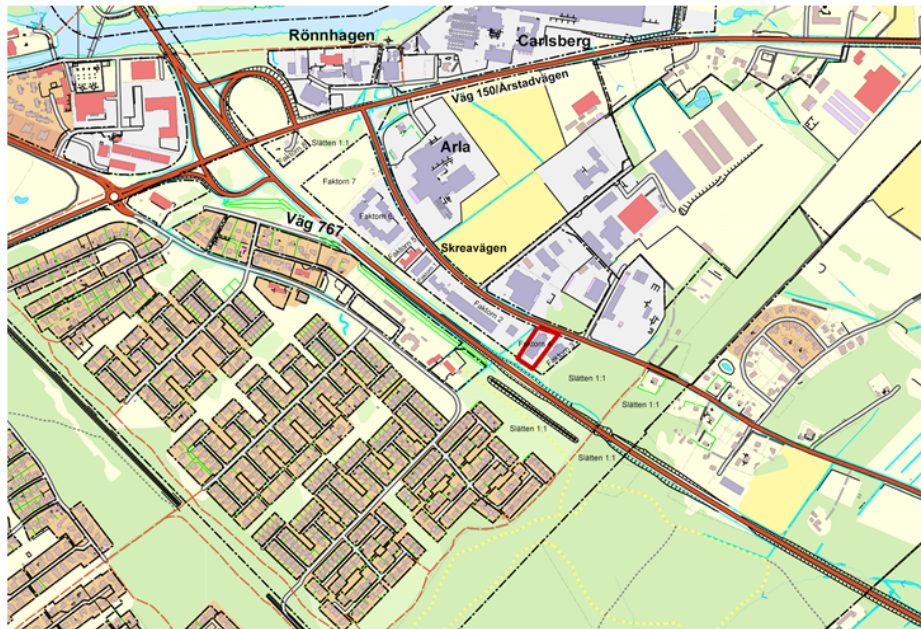 Rönnhagen
Carlsberg
Väg 150/Årstadvägen
Slätten 1:1
Arla
Faktorn 7
Faktorn 6
Väg 767
Skreavägen
Faktorn 5
Faktorn 2
Slätten 1:1
Slätten 1:1
Slätten 1:1
Slätten 1:1